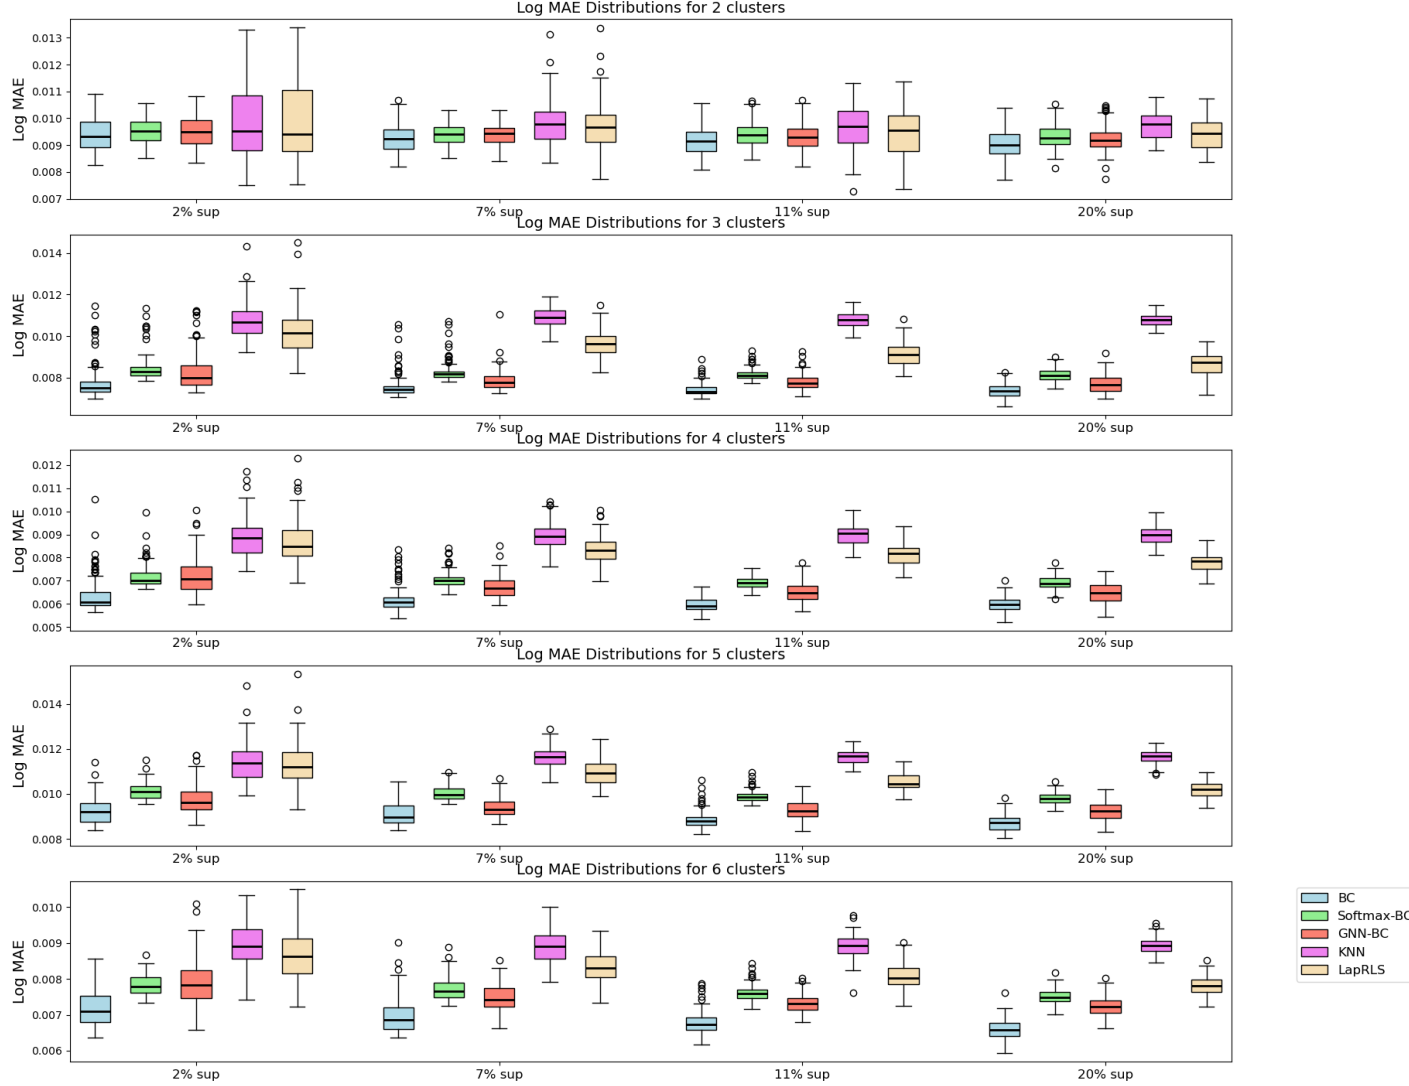 Log MAE Distributions for 2 clusters
Log MAE
0.013
0.012
0.011
0.010
0.009
0.008
0.007
2% sup
7% sup
11% sup
20% sup
Log MAE Distributions for 3 clusters
Log MAE
0.014
0.012
0.010
0.008
2% sup
7% sup
11% sup
20% sup
Log MAE Distributions for 4 clusters
Log MAE
0.012
0.011
0.010
0.009
0.008
0.007
0.006
0.005
2% sup
7% sup
11% sup
20% sup
Log MAE Distributions for 5 clusters
Log MAE
0.014
0.012
0.010
0.008
2% sup
7% sup
11% sup
20% sup
Log MAE Distributions for 6 clusters
Log MAE
0.010
0.009
0.008
0.007
0.006
2% sup
7% sup
11% sup
20% sup
BC
Softmax-BC
GNN-BC
KNN
LapRLS